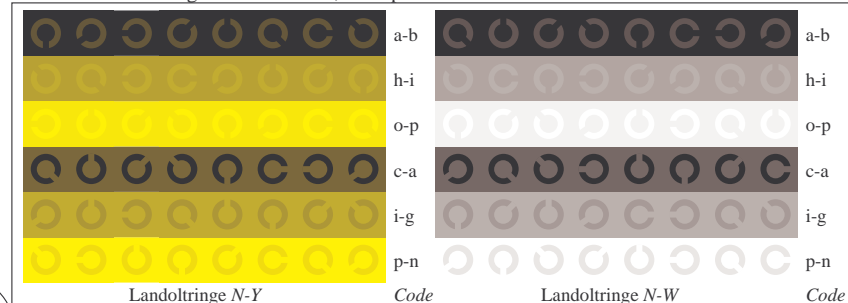 a-b a-b
h-i h-i
o-p o-p
c-a c-a
i-g i-g
p-n p-n
Landoltringe N-Y Code Landoltringe N-W Code